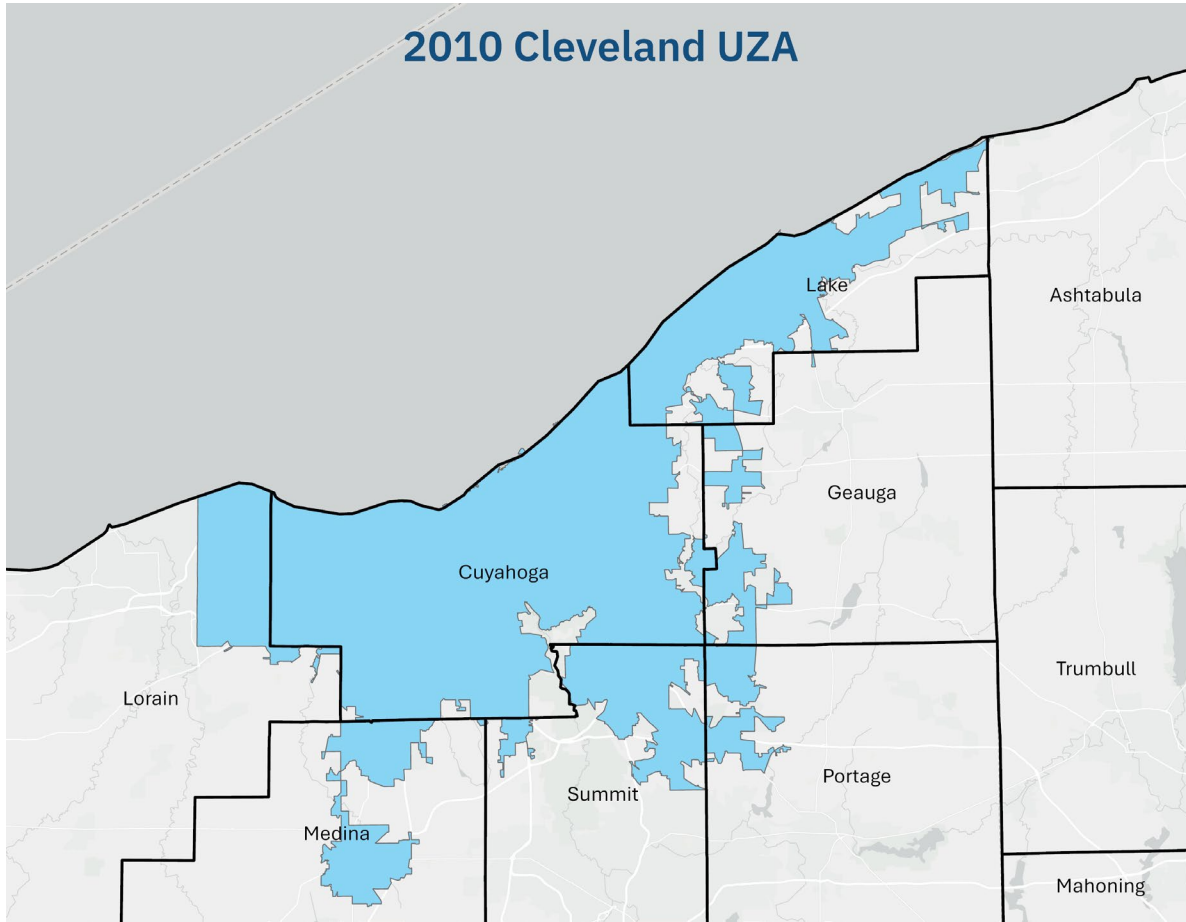 2010 Cleveland UZA
Lake
Ashtabula
Geauga
Cuyahoga
Trumbull
Lorain
Portage
Summit
Medina
Mahoning